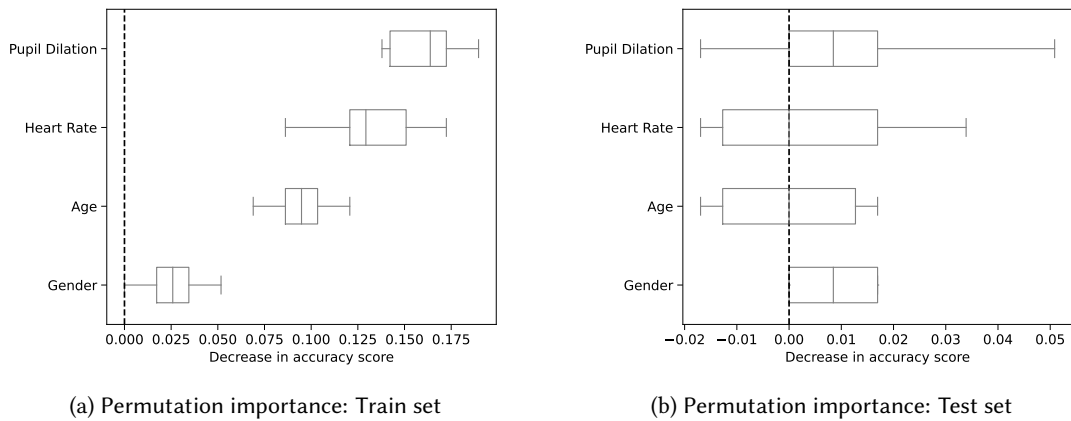 Pupil Dilation
Heart Rate
Age
Gender
0.000 0.025 0.050 0.075 0.100 0.125 0.150 0.175
Decrease in accuracy score
(a) Permutation importance: Train set
Pupil Dilation
Heart Rate
Age
Gender
−0.02 −0.01 0.00 0.01 0.02 0.03 0.04 0.05
Decrease in accuracy score
(b) Permutation importance: Test set